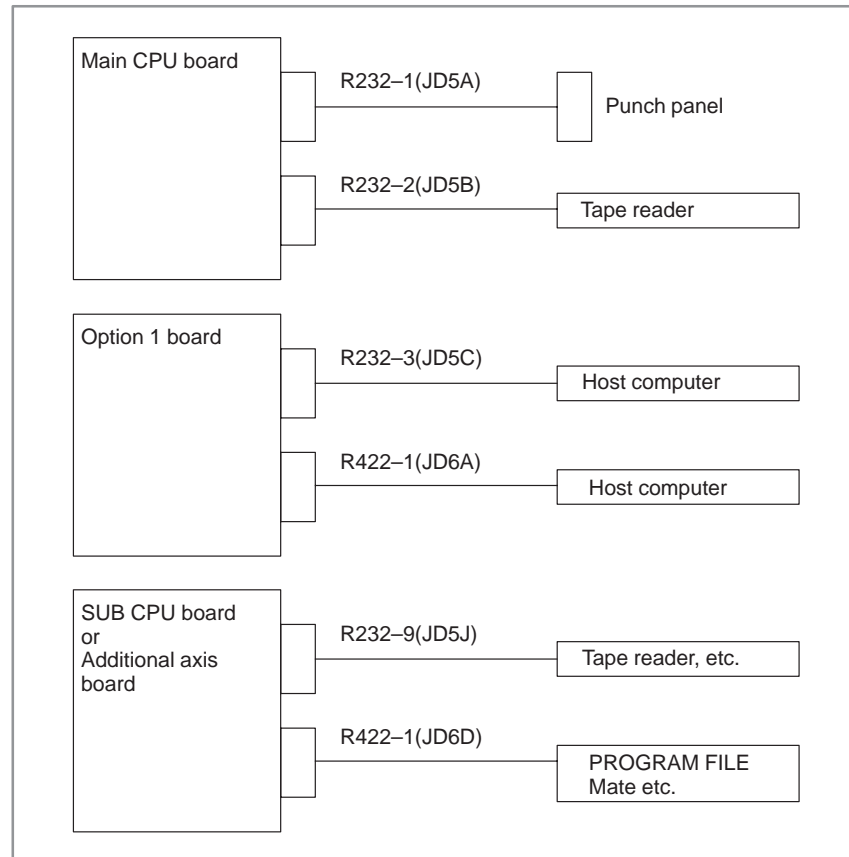 Main CPU board
R232–1(JD5A)
Punch panel
R232–2(JD5B)
Tape reader
Option 1 board
R232–3(JD5C)
Host computer
R422–1(JD6A)
Host computer
SUB CPU board
or
Additional axis
board
R232–9(JD5J)
Tape reader, etc.
R422–1(JD6D)
PROGRAM FILE
Mate etc.